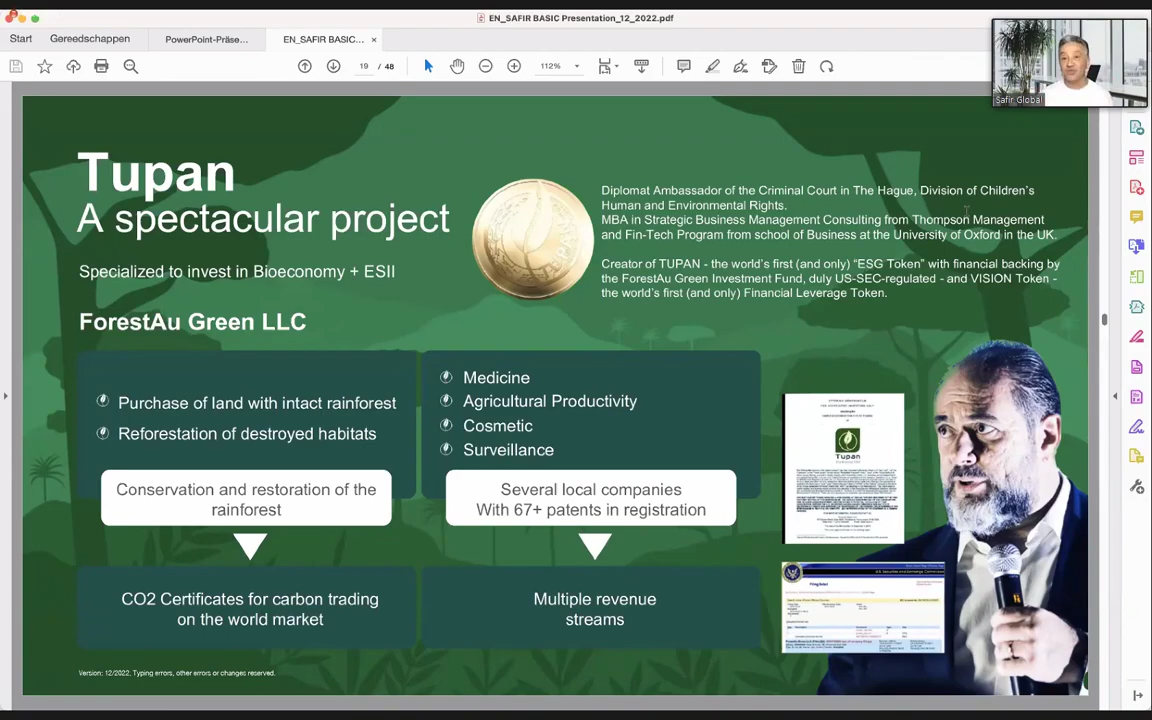 EN_SAFIR BASIC Presentation_12_2022.pdf
Start
Gereedschappen
PowerPoint-Präse...
EN_SAFIR BASIC...
19 / 48
112%
Safir Global
Tupan
A spectacular project
Specialized to invest in Bioeconomy + ESII
ForestAu Green LLC
Diplomat Ambassador of the Criminal Court in The Hague, Division of Children's
Human and Environmental Rights.
MBA in Strategic Business Management Consulting from Thompson Management
and Fin-Tech Program from school of Business at the University of Oxford in the UK.
Creator of TUPAN - the world's first (and only) “ESG Token” with financial backing by
the ForestAu Green Investment Fund, duly US-SEC-regulated - and VISION Token -
the world's first (and only) Financial Leverage Token.
TUPAN
Purchase of land with intact rainforest
Reforestation of destroyed habitats
Conservation and restoration of the
rainforest
CO2 Certificates for carbon trading
on the world market
Medicine
Agricultural Productivity
Cosmetic
Surveillance
Several local companies
With 67+ patents in registration
Multiple revenue
streams
Tupan
Filing Detail
Version: 12/2022, Typing errors, other errors or changes reserved.